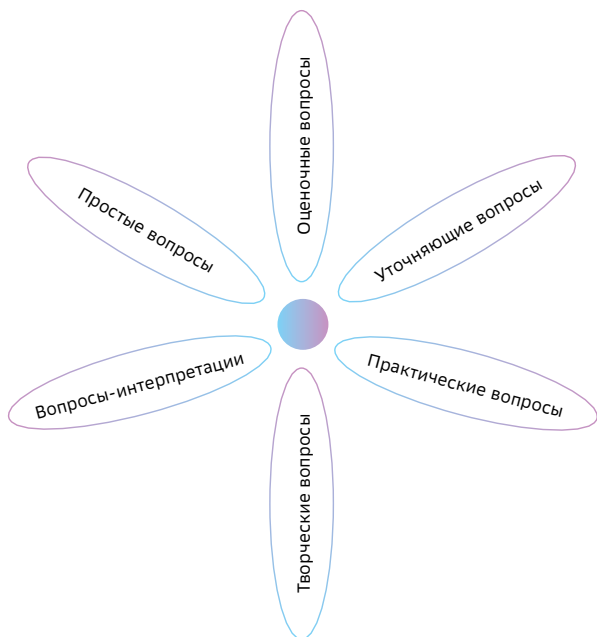 Оценочные вопросы
Простые вопросы
Уточняющие вопросы
Вопросы-интерпретации
Практические вопросы
Творческие вопросы